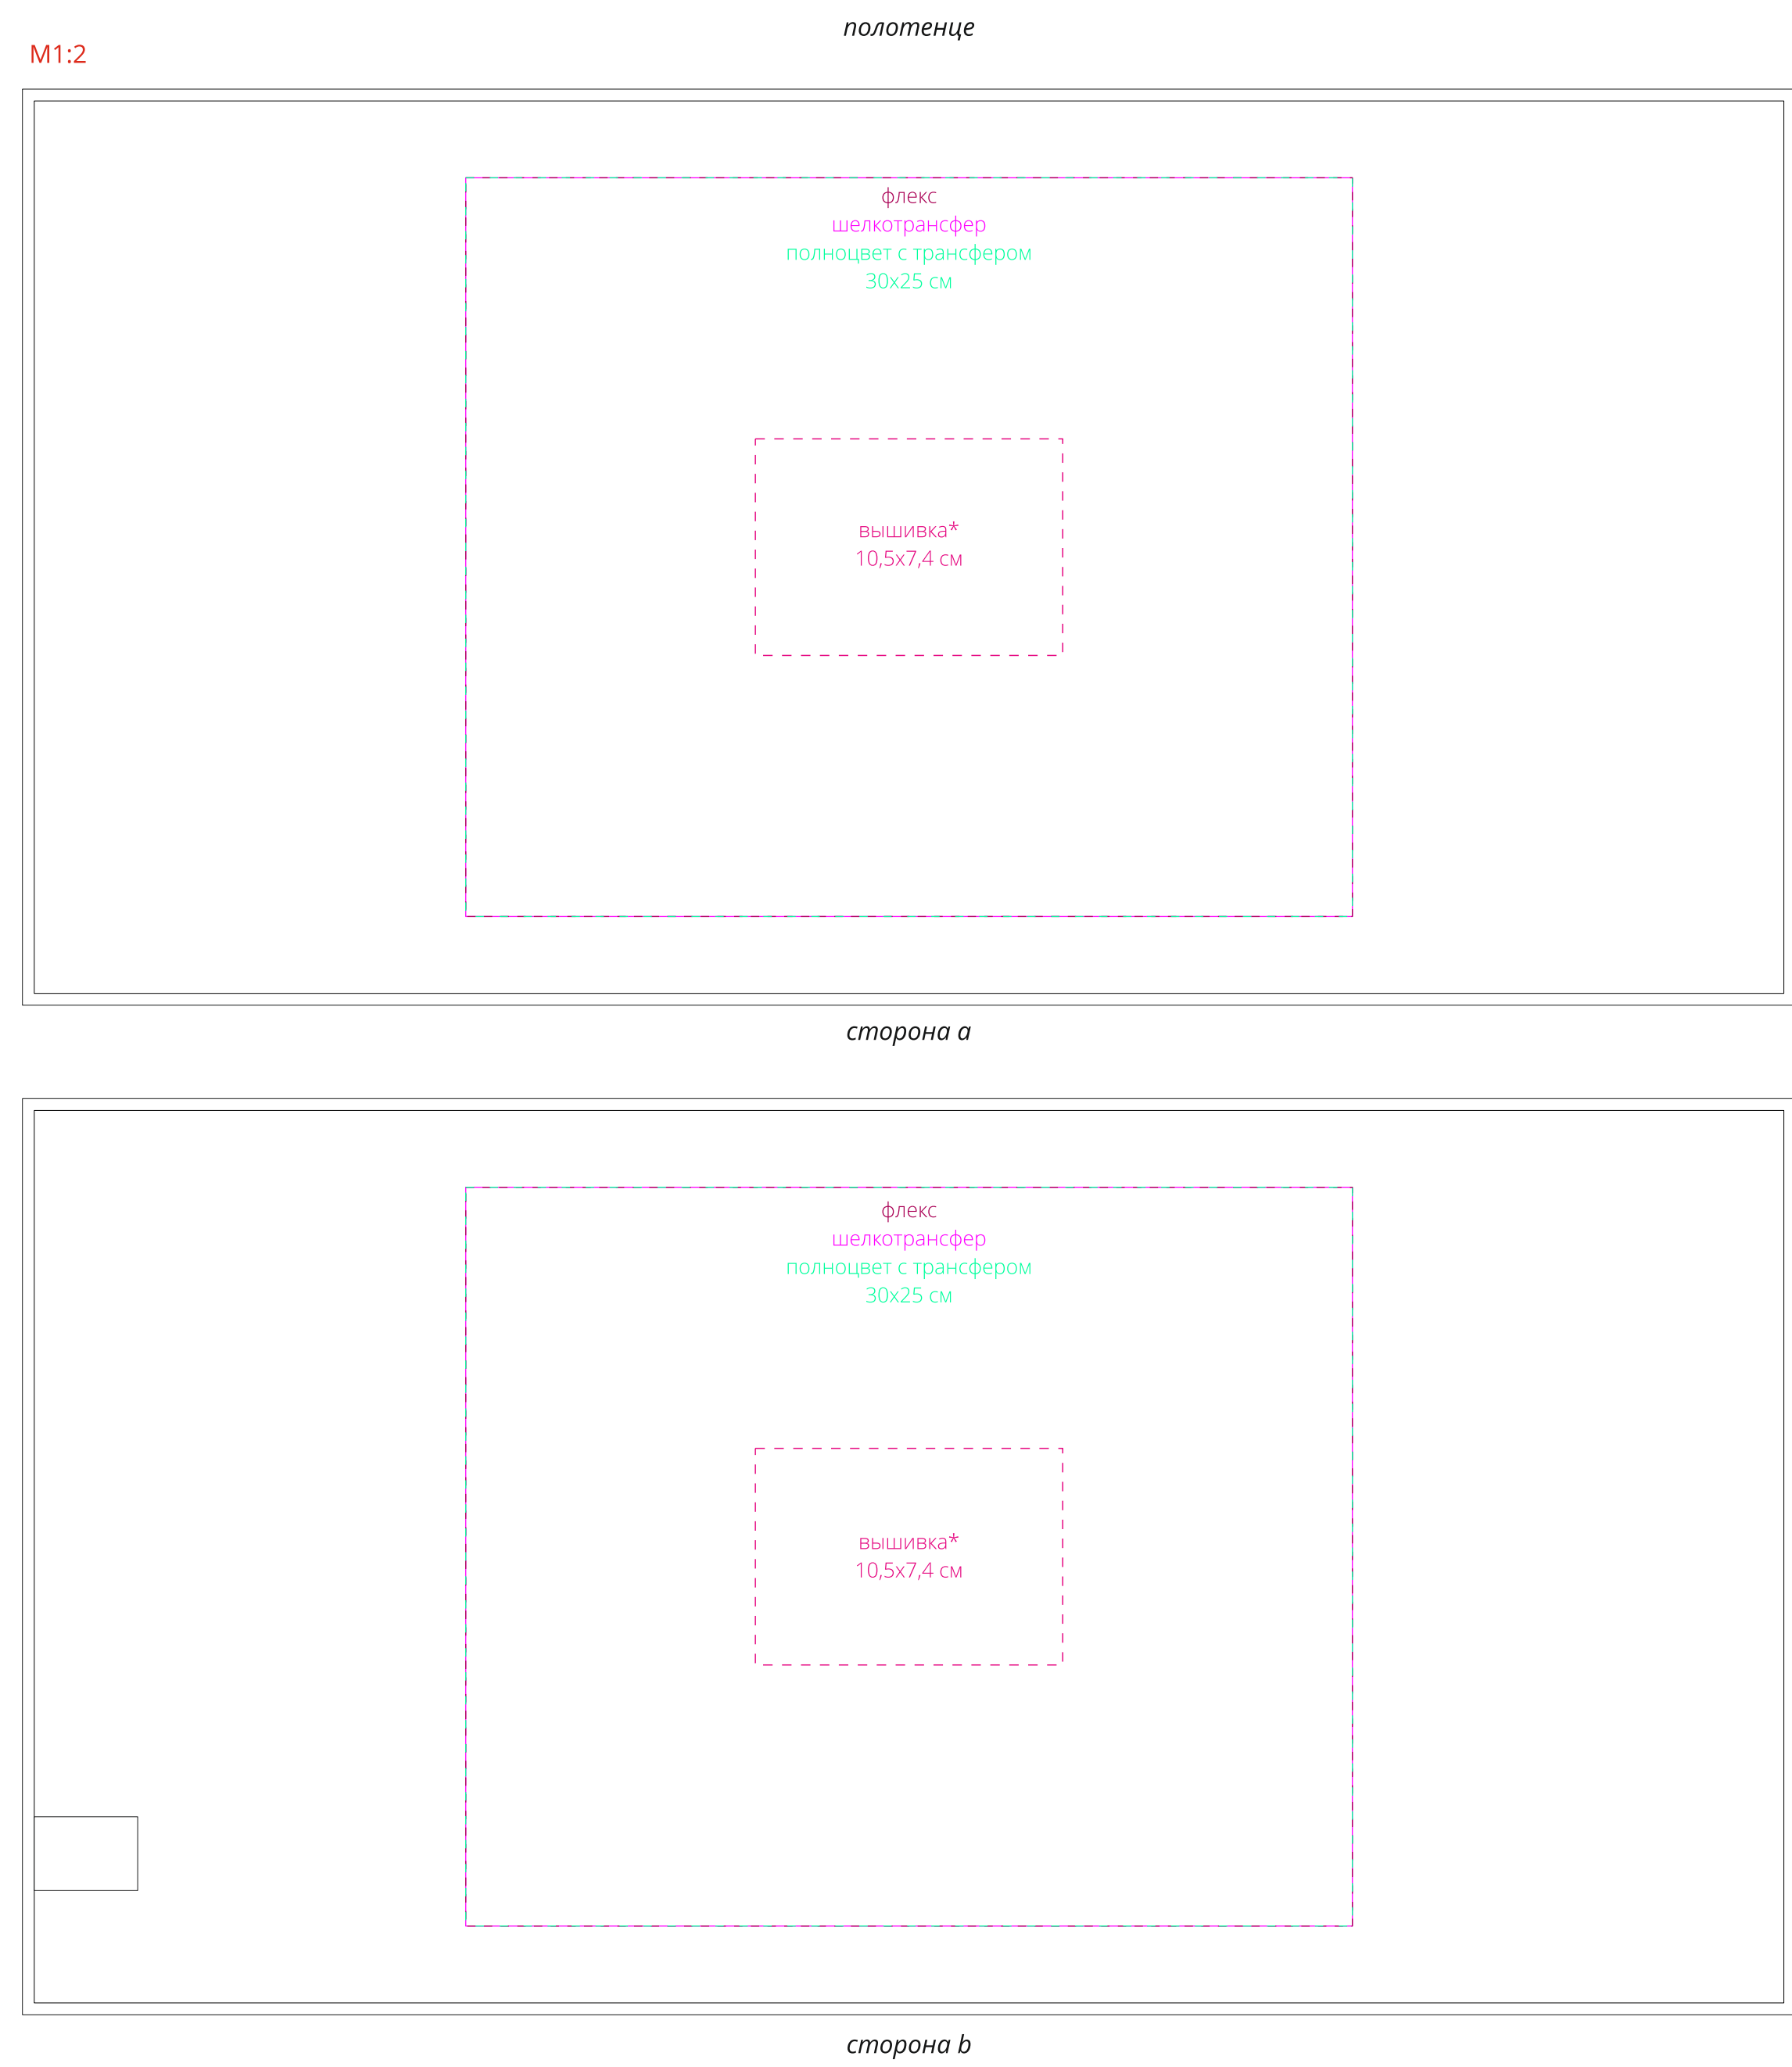 полотенце
М1:2
флекс
шелкотрансфер
полноцвет с трансфером
30х25 см
вышивка*
10,5х7,4 см
сторона a
флекс
шелкотрансфер
полноцвет с трансфером
30х25 см
вышивка*
10,5х7,4 см
сторона b